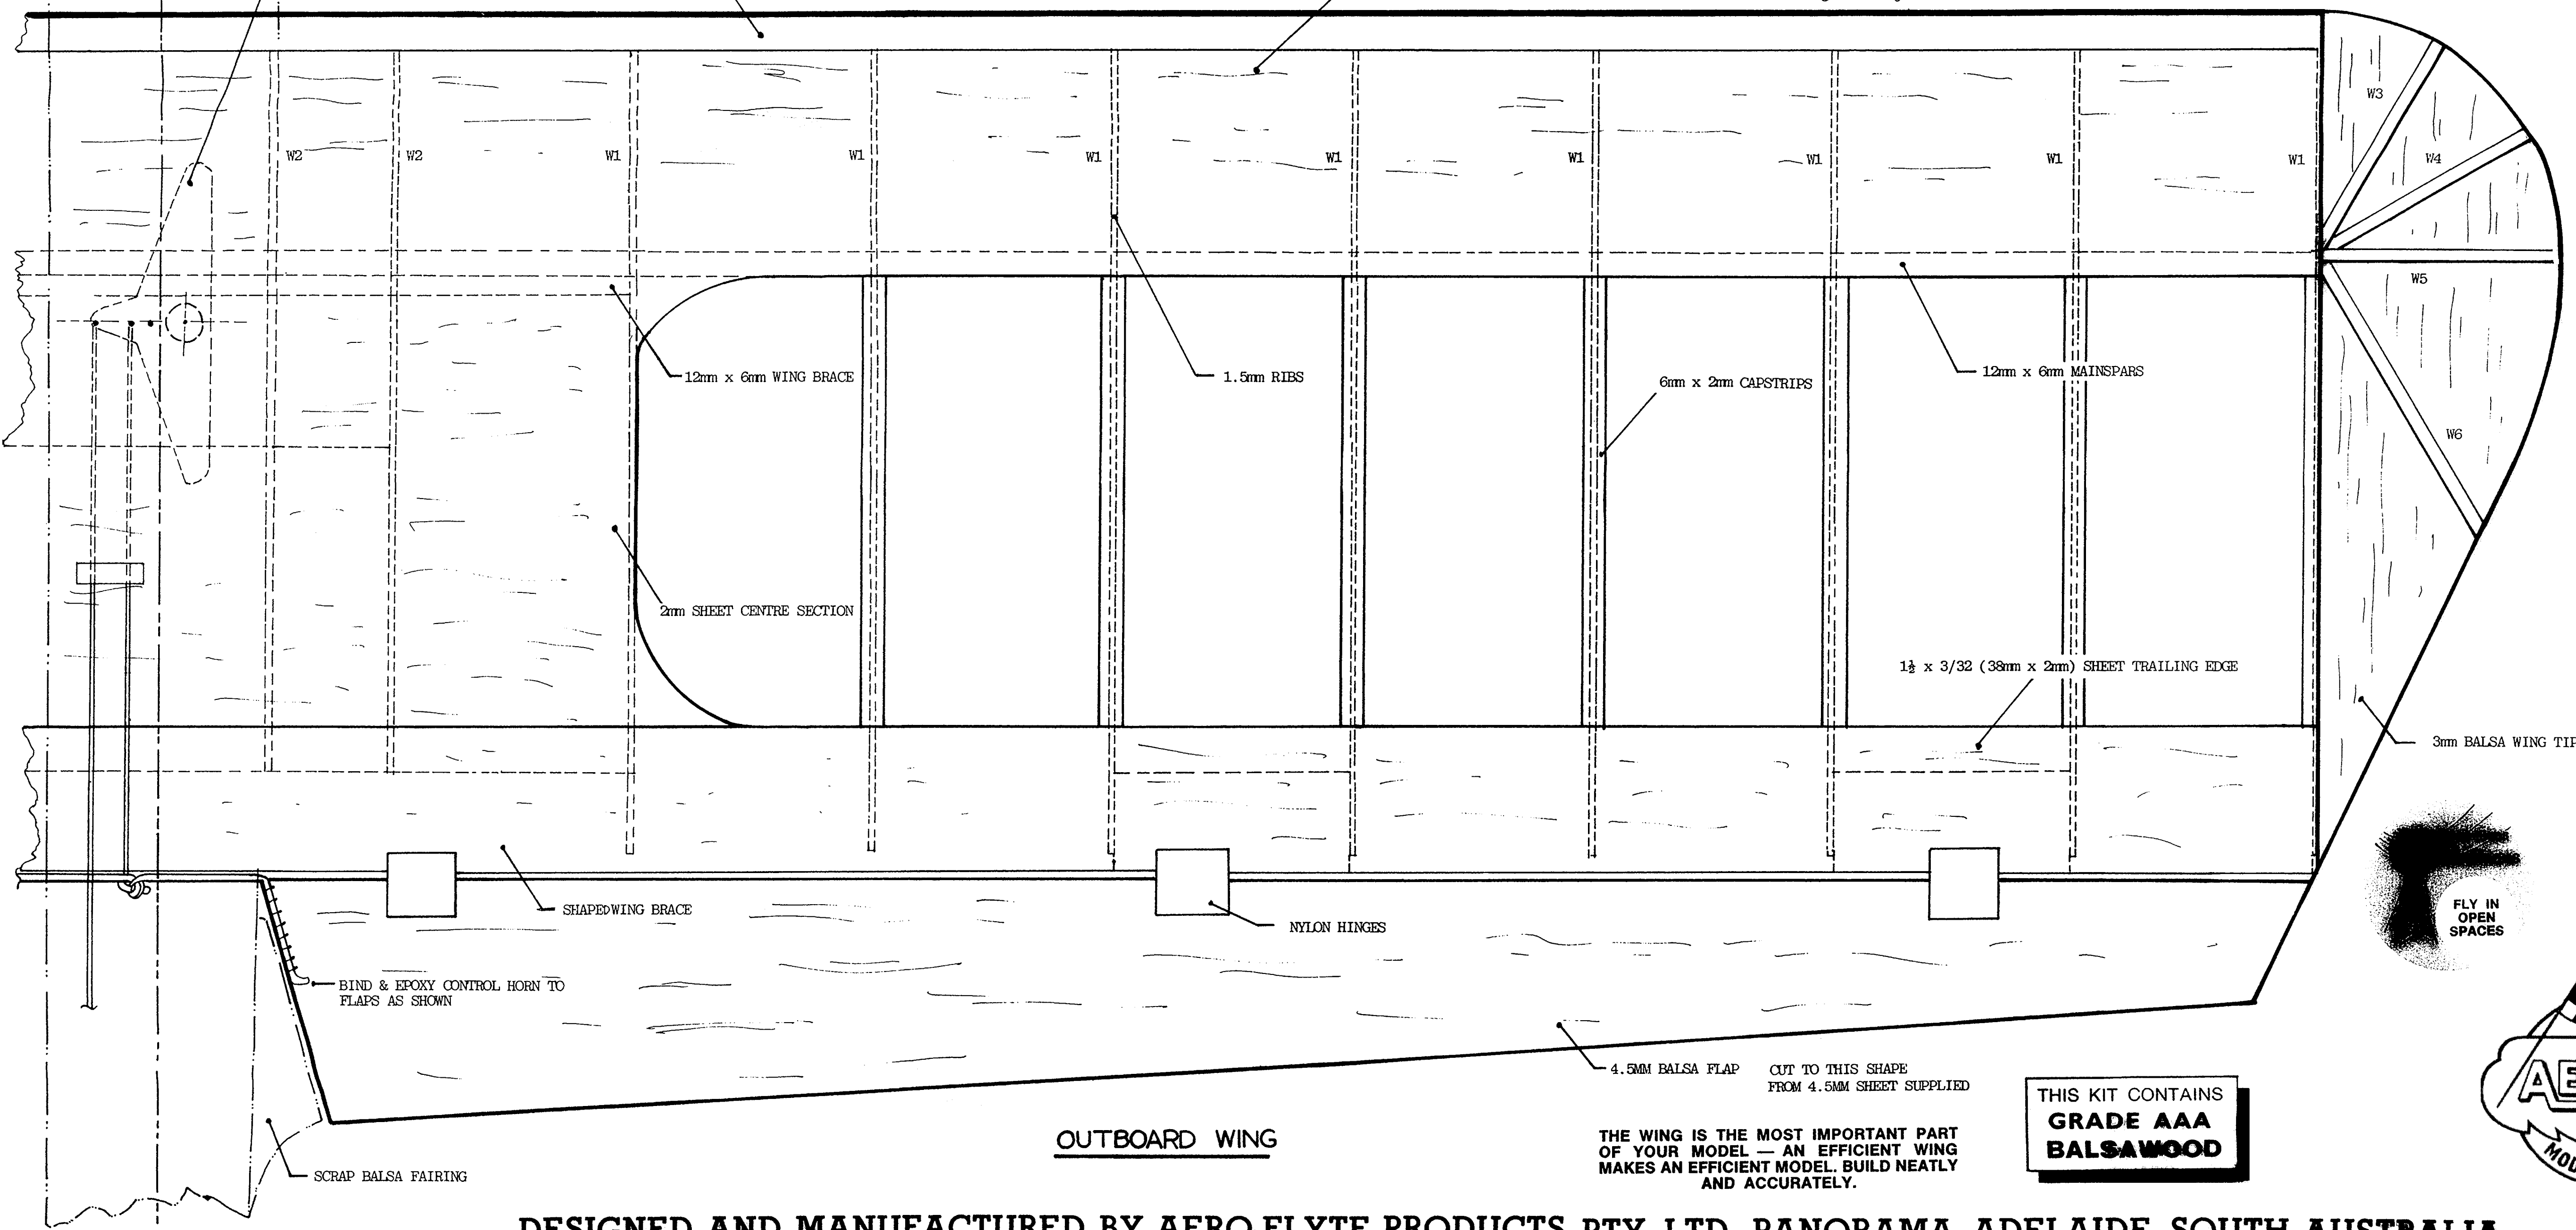 W2
W2
W1
W1
W1
W1
W1
W1
W1
W1
W3
W4
W5
W6
12mm x 6mm WING BRACE
1.5mm RIBS
6mm x 2mm CAPSTRIPS
12mm x 6mm MAINSPARS
2mm SHEET CENTRE SECTION
1½ x 3/32 (38mm x 2mm) SHEET TRAILING EDGE
3mm BALSA WING TIP
SHAPED WING BRACE
NYLON HINGES
FLY IN
OPEN
SPACES
BIND & EPOXY CONTROL HORN TO
FLAPS AS SHOWN
4.5MM BALSA FLAP CUT TO THIS SHAPE
FROM 4.5MM SHEET SUPPLIED
SCRAP BALSA FAIRING
OUTBOARD WING
THE WING IS THE MOST IMPORTANT PART
OF YOUR MODEL — AN EFFICIENT WING
MAKES AN EFFICIENT MODEL. BUILD NEATLY
AND ACCURATELY.
THIS KIT CONTAINS
GRADE AAA
BALSAWOOD
DESIGNED AND MANUFACTURED BY AERO FLYTE PRODUCTS PTY. LTD. PANORAMA, ADELAIDE, SOUTH AUSTRALIA